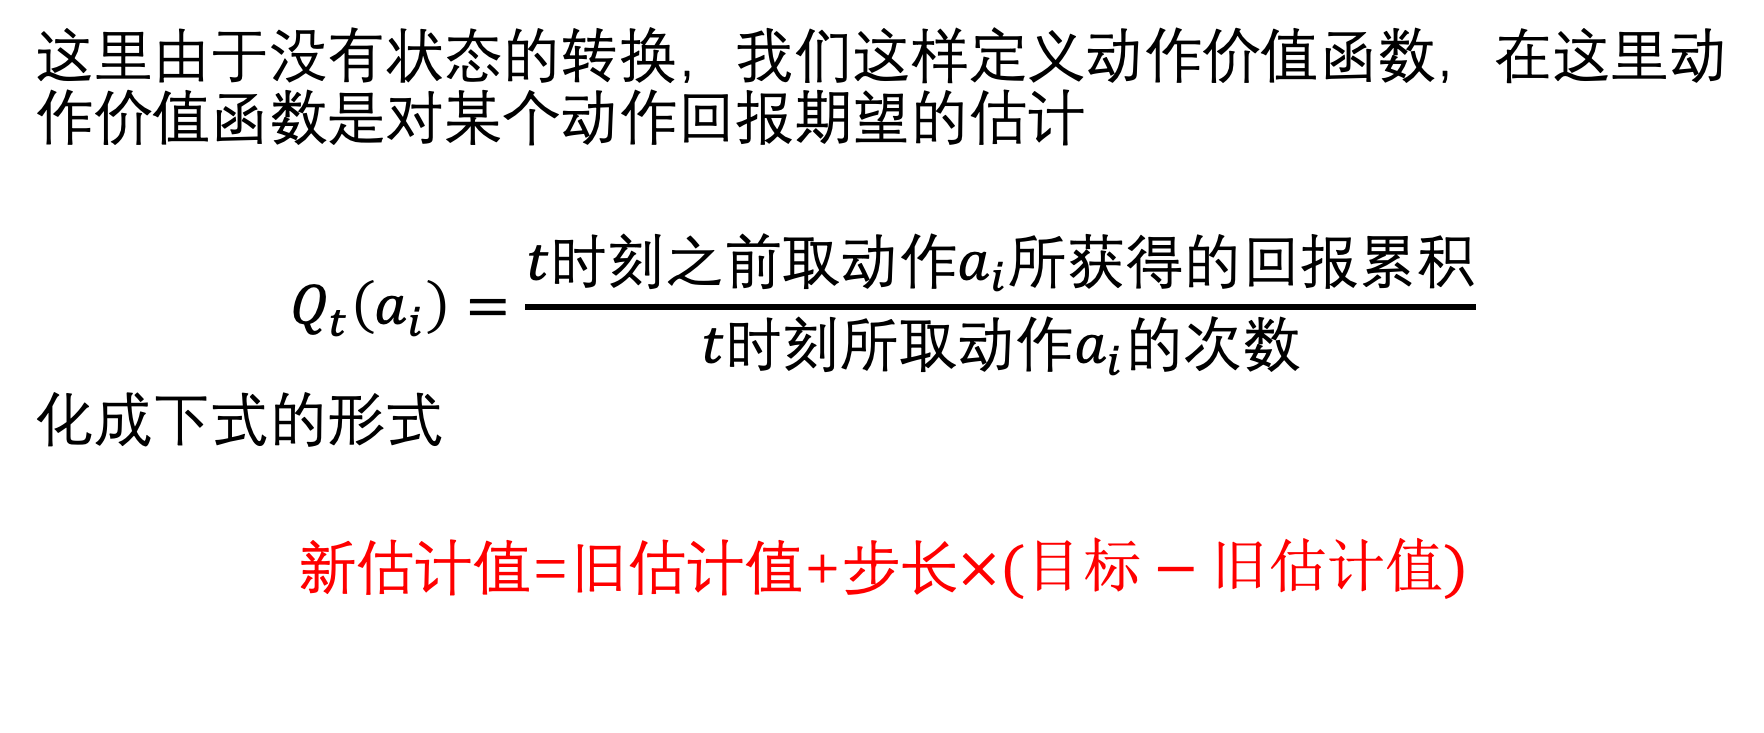 这里由于没有状态的转换，我们这样定义动作价值函数，在这里动
作价值函数是对某个动作回报期望的估计
Qₜ(aᵢ) = t时刻之前取动作aᵢ所获得的回报累积
t时刻所取动作aᵢ的次数
化成下式的形式
新估计值=旧估计值+步长×(目标 − 旧估计值)